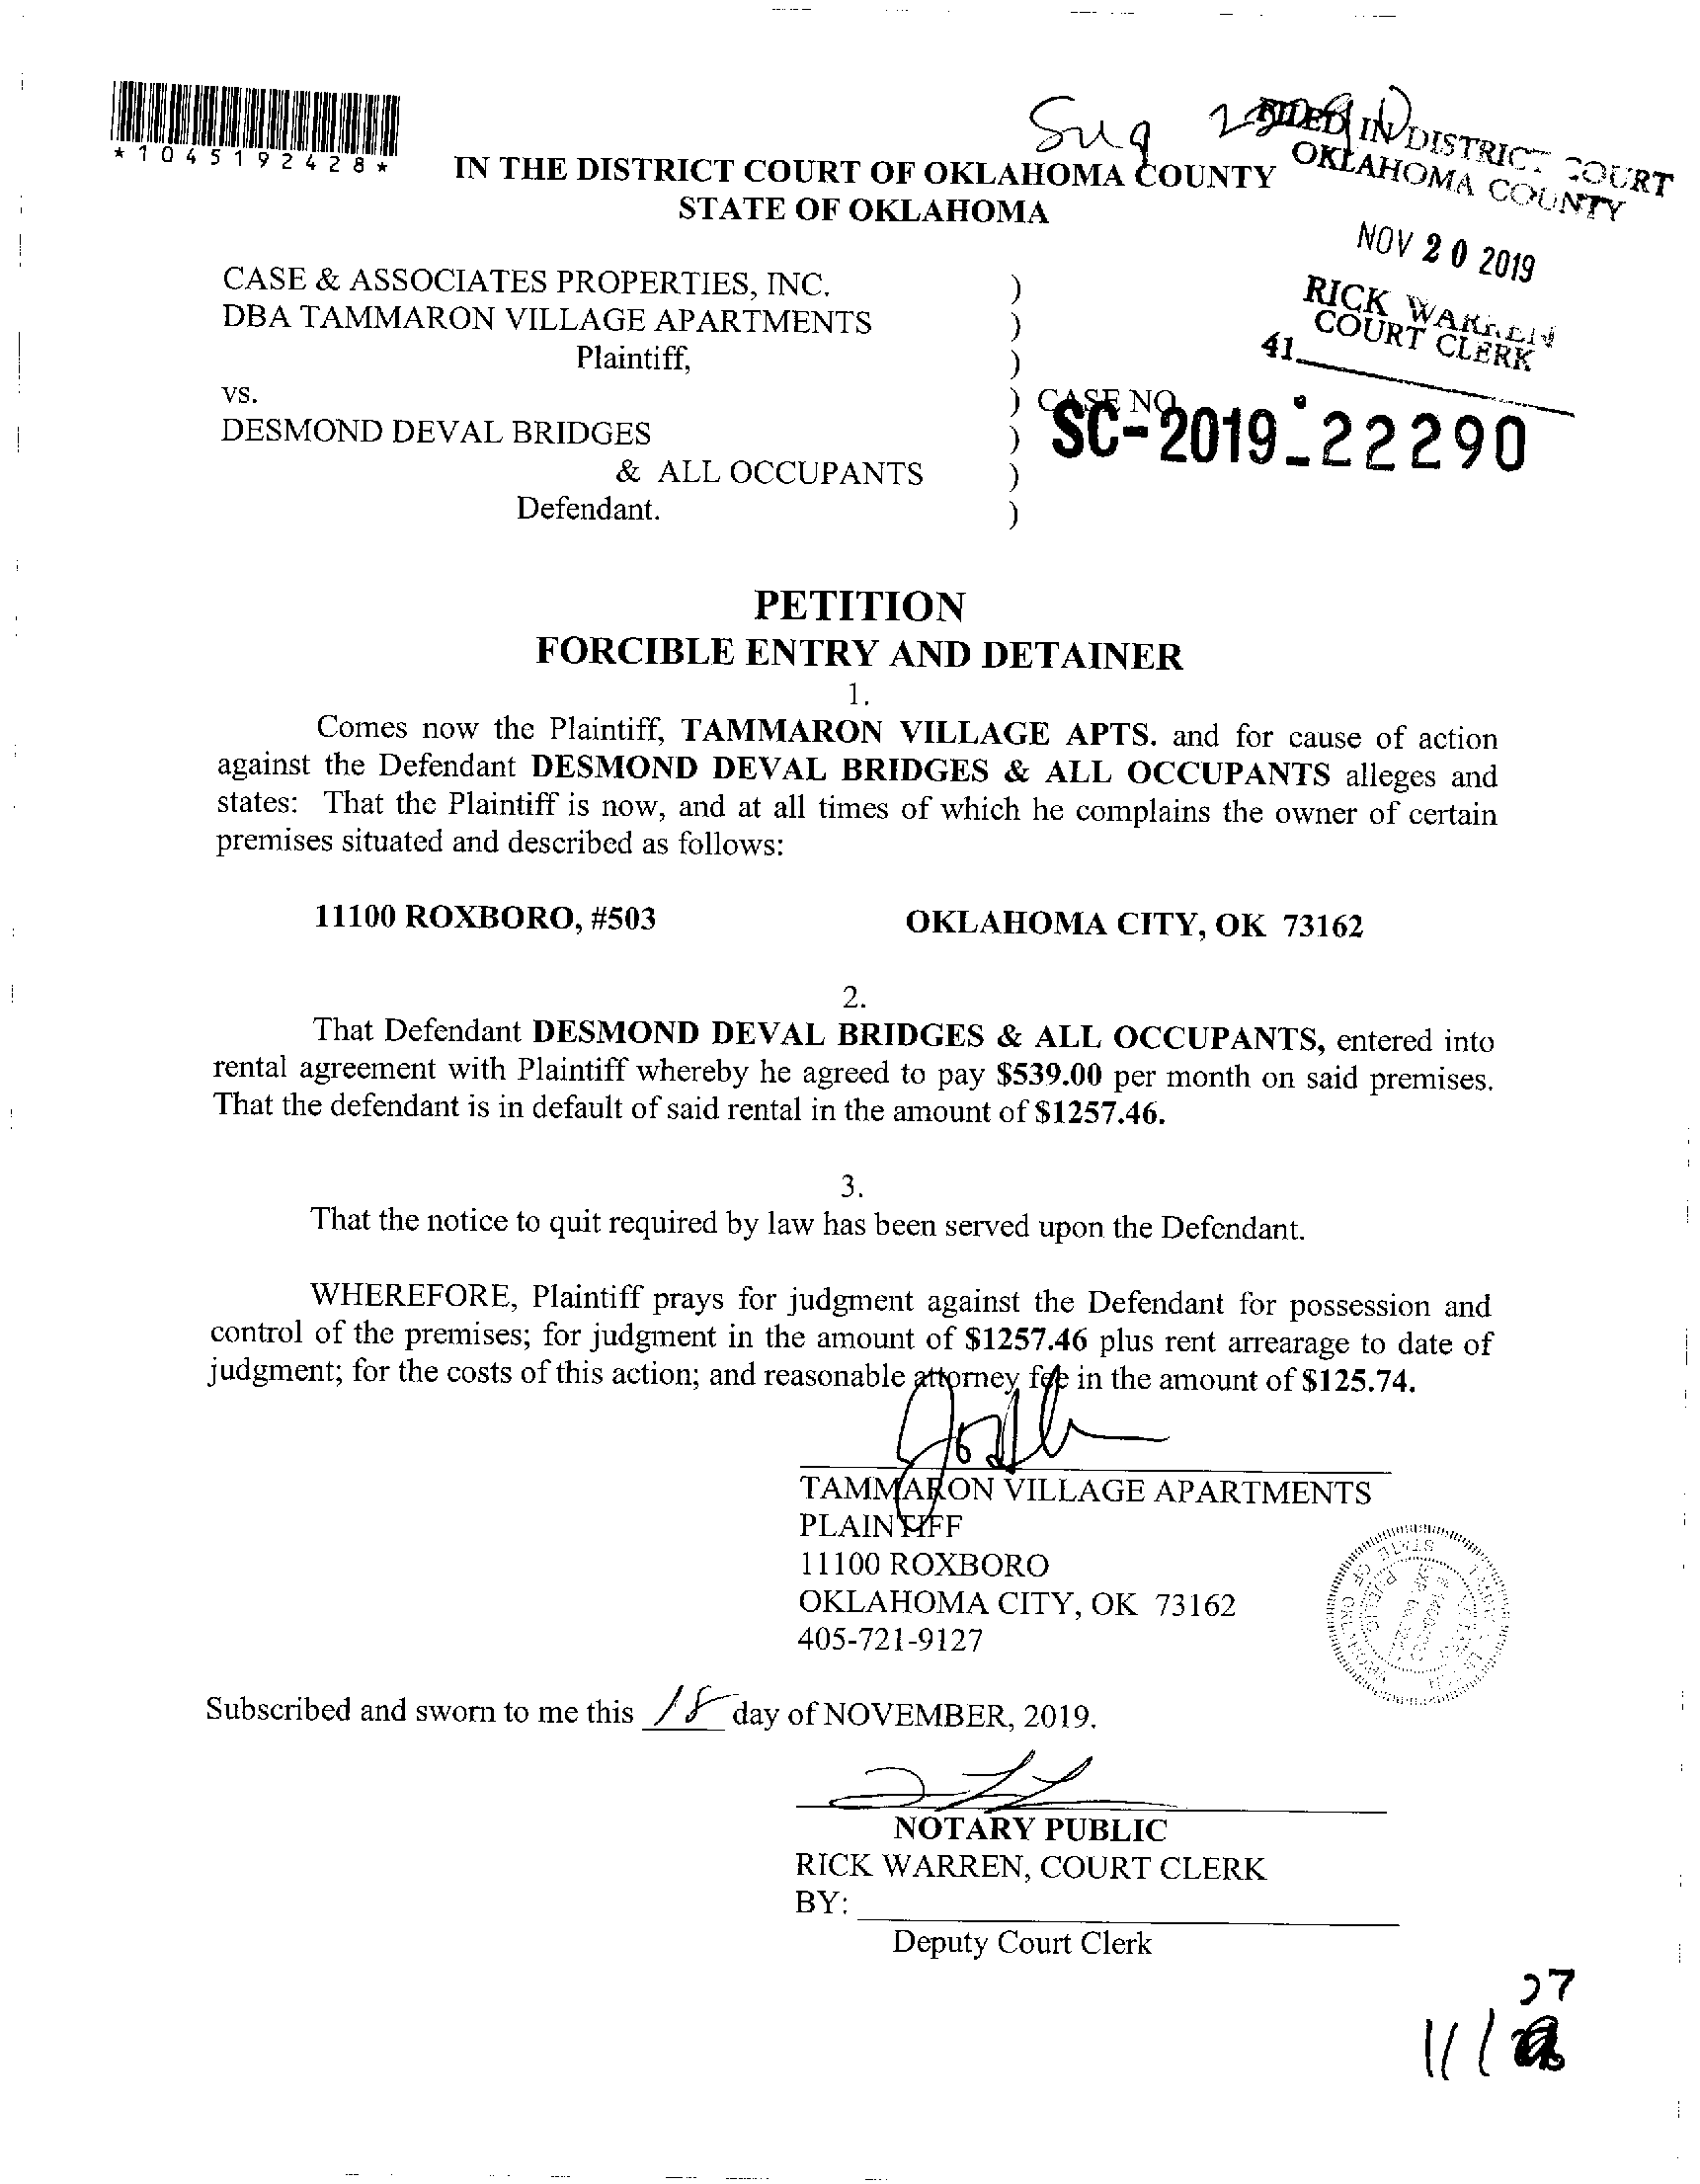 *1045192428*
FILED IN DISTRICT COURT
OKLAHOMA COUNTY
NOV 20 2019
RICK WARREN
COURT CLERK
41
IN THE DISTRICT COURT OF OKLAHOMA COUNTY
STATE OF OKLAHOMA
CASE & ASSOCIATES PROPERTIES, INC. )
DBA TAMMARON VILLAGE APARTMENTS )
Plaintiff, )
vs. ) CASE NO.
SC-2019-22290
DESMOND DEVAL BRIDGES )
& ALL OCCUPANTS )
Defendant. )
PETITION
FORCIBLE ENTRY AND DETAINER
1.
Comes now the Plaintiff, TAMMARON VILLAGE APTS. and for cause of action
against the Defendant DESMOND DEVAL BRIDGES & ALL OCCUPANTS alleges and
states: That the Plaintiff is now, and at all times of which he complains the owner of certain
premises situated and described as follows:
11100 ROXBORO, #503 OKLAHOMA CITY, OK 73162
2.
That Defendant DESMOND DEVAL BRIDGES & ALL OCCUPANTS, entered into
rental agreement with Plaintiff whereby he agreed to pay $539.00 per month on said premises.
That the defendant is in default of said rental in the amount of $1257.46.
3.
That the notice to quit required by law has been served upon the Defendant.
WHEREFORE, Plaintiff prays for judgment against the Defendant for possession and
control of the premises; for judgment in the amount of $1257.46 plus rent arrearage to date of
judgment; for the costs of this action; and reasonable attorney fee in the amount of $125.74.
TAMMARON VILLAGE APARTMENTS
PLAINTIFF
11100 ROXBORO
OKLAHOMA CITY, OK 73162
405-721-9127
Subscribed and sworn to me this 18 day of NOVEMBER, 2019.
NOTARY PUBLIC
RICK WARREN, COURT CLERK
BY:
Deputy Court Clerk
27
11/